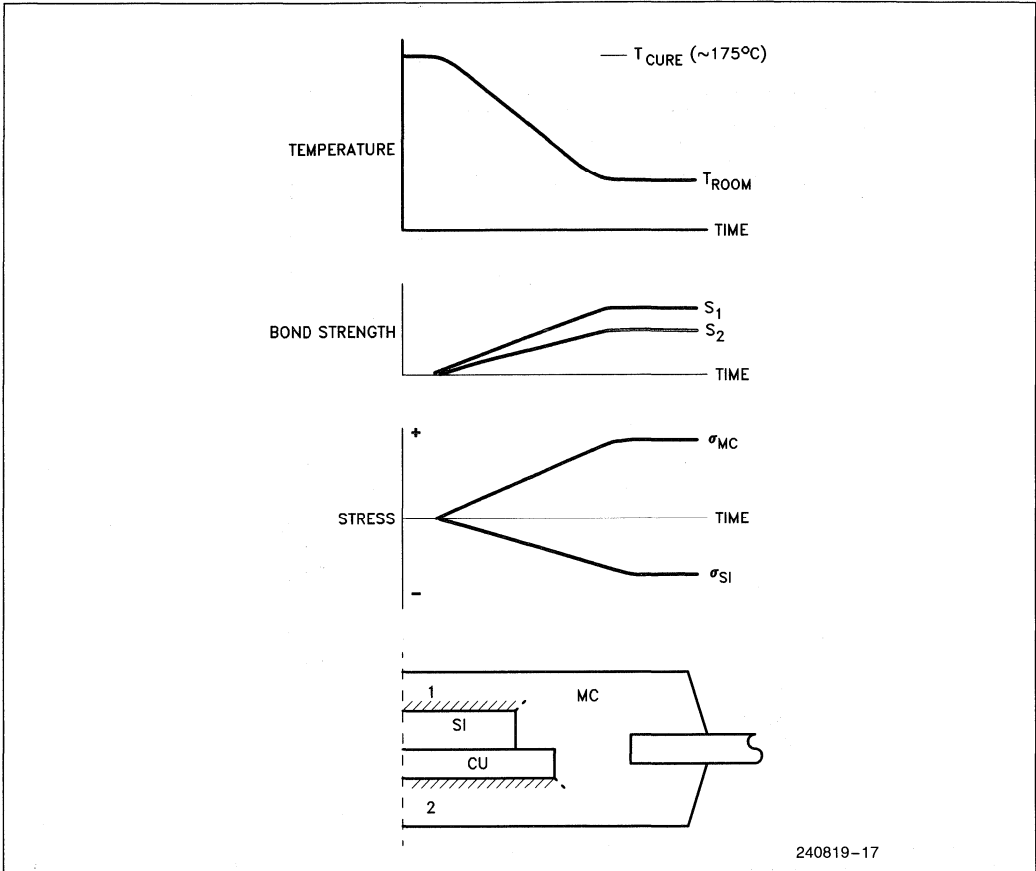 T CURE (~175°C)
TEMPERATURE
TROOM
TIME
BOND STRENGTH
S1
S2
TIME
+
σMC
STRESS
TIME
σSI
-
1
MC
SI
CU
2
240819-17